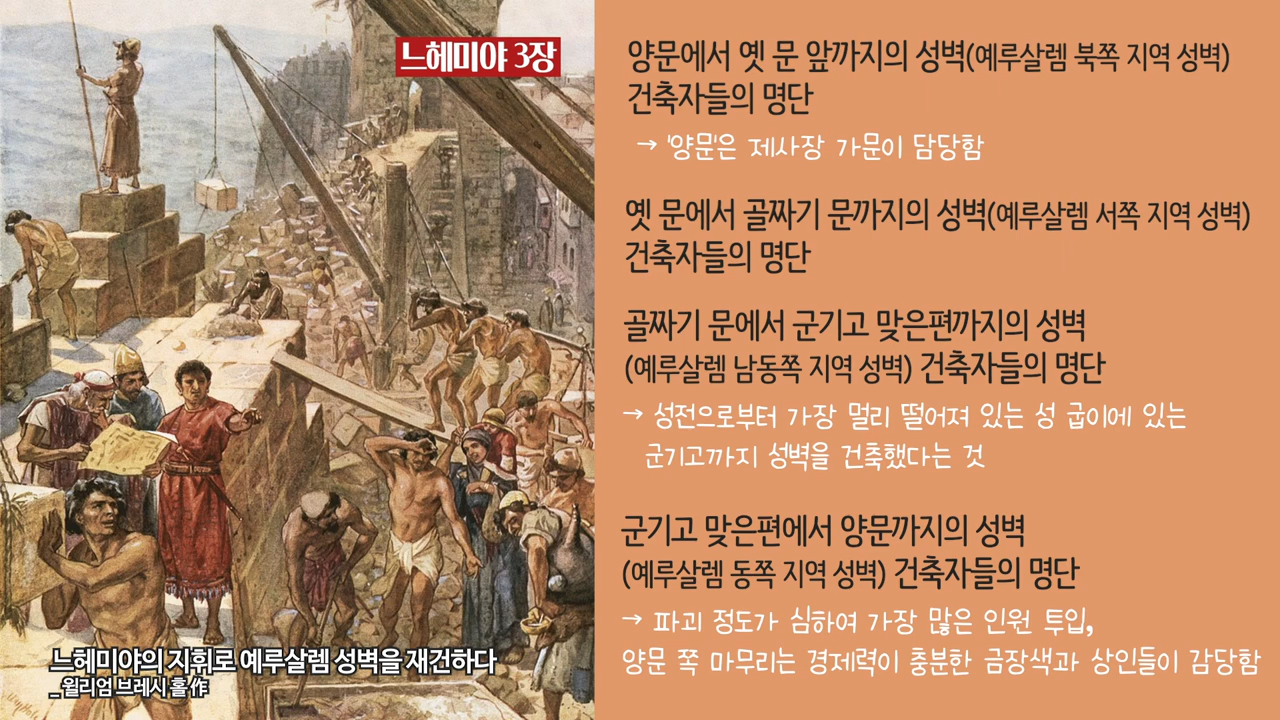 느헤미야 3장
느헤미야의 지휘로 예루살렘 성벽을 재건하다
_ 윌리엄 브레시 홀 作
양문에서 옛 문 앞까지의 성벽(예루살렘 북쪽 지역 성벽)
건축자들의 명단
→ '양문'은 제사장 가문이 담당함
옛 문에서 골짜기 문까지의 성벽(예루살렘 서쪽 지역 성벽)
건축자들의 명단
골짜기 문에서 군기고 맞은편까지의 성벽
(예루살렘 남동쪽 지역 성벽) 건축자들의 명단
→ 성전으로부터 가장 멀리 떨어져 있는 성 굽이에 있는
군기고까지 성벽을 건축했다는 것
군기고 맞은편에서 양문까지의 성벽
(예루살렘 동쪽 지역 성벽) 건축자들의 명단
→ 파괴 정도가 심하여 가장 많은 인원 투입,
양문 쪽 마무리는 경제력이 충분한 금장색과 상인들이 감당함